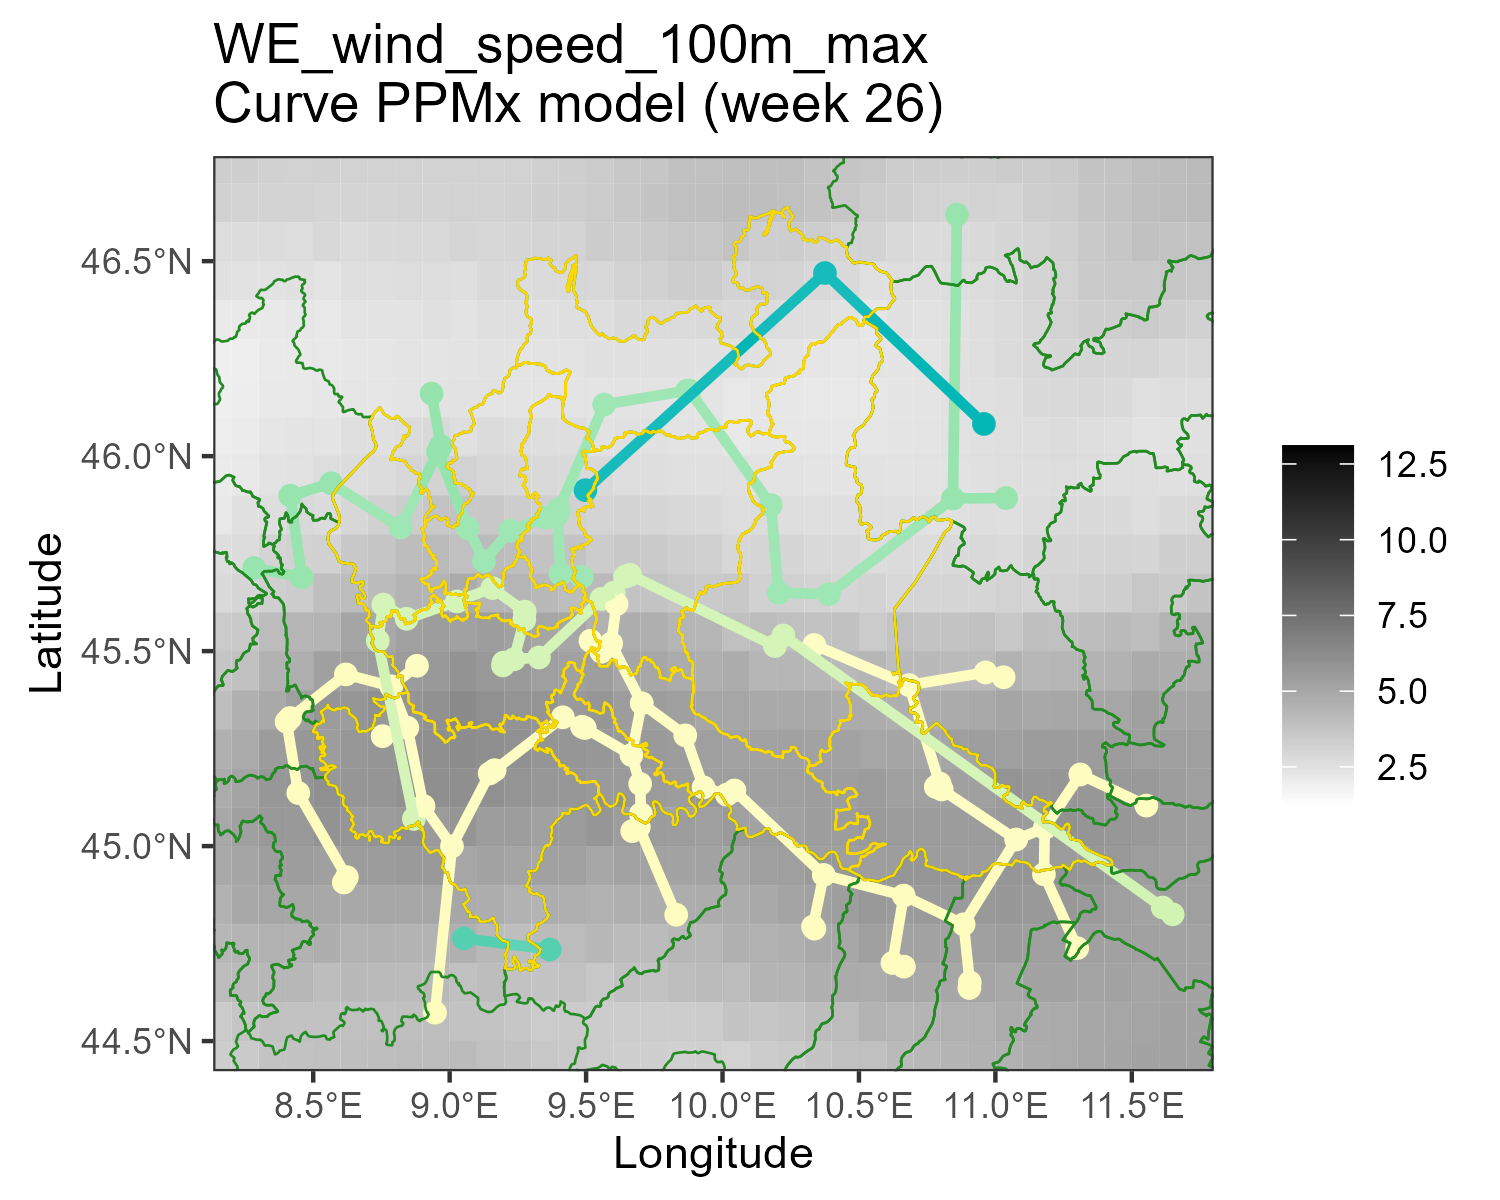 WE_wind_speed_100m_max
Curve PPMx model (week 26)
46.5°N
46.0°N
45.5°N
45.0°N
44.5°N
Latitude
8.5°E 9.0°E 9.5°E 10.0°E 10.5°E 11.0°E 11.5°E
Longitude
12.5
10.0
7.5
5.0
2.5